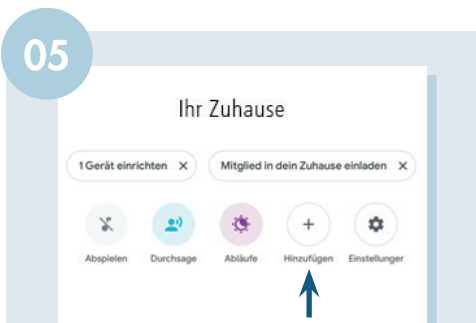 05
Ihr Zuhause
1 Gerät einrichten X Mitglied in dein Zuhause einladen X
Abspielen Durchsage Abläufe Hinzufügen Einstellunger